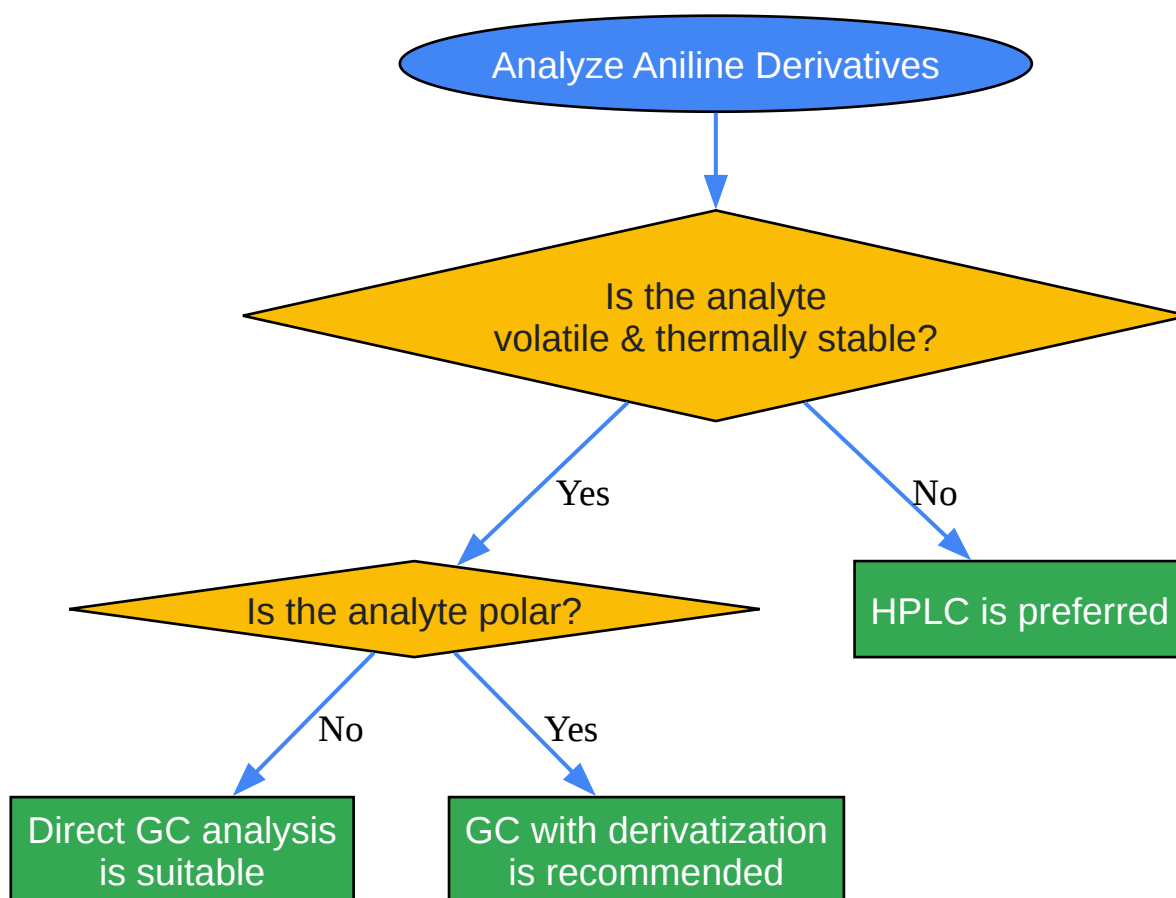 Analyze Aniline Derivatives
Is the analyte
volatile & thermally stable?
Yes
No
Is the analyte polar?
HPLC is preferred
No
Yes
Direct GC analysis
is suitable
GC with derivatization
is recommended